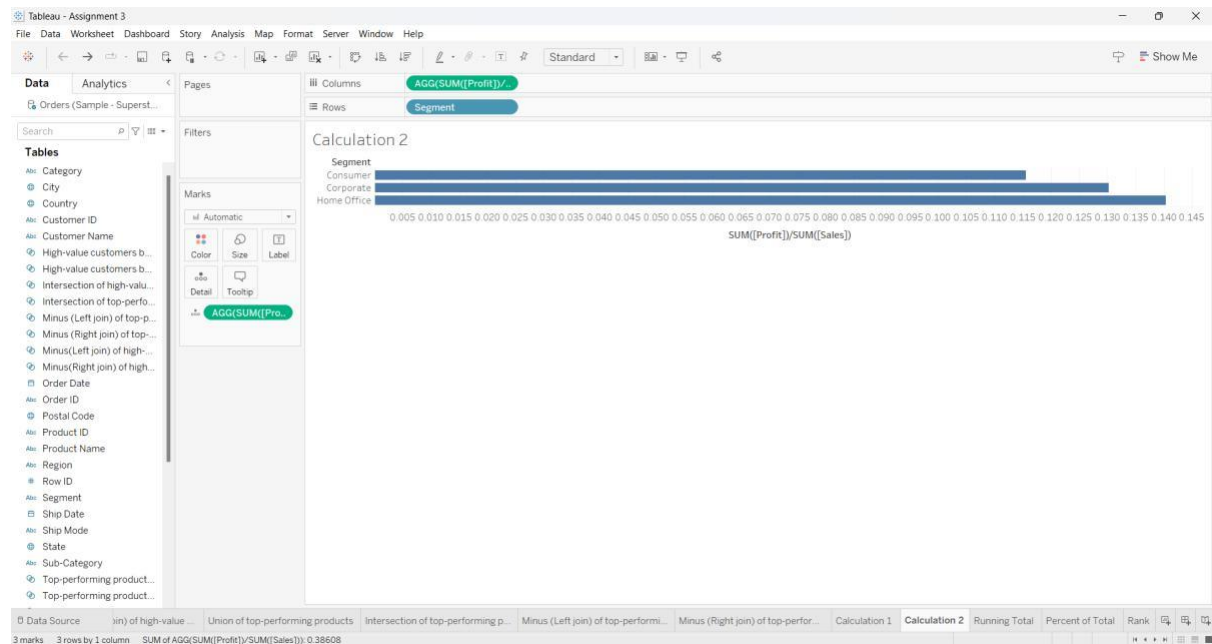 Tableau - Assignment 3
File Data Worksheet Dashboard Story Analysis Map Format Server Window Help
Standard
Show Me
Data Analytics
Orders (Sample - Superst...
Search
Tables
Abc Category
City
Country
Abc Customer ID
Abc Customer Name
High-value customers b...
High-value customers b...
Intersection of high-valu...
Intersection of top-perfo...
Minus (Left join) of top-p...
Minus (Right join) of top-...
Minus(Left join) of high-...
Minus(Right join) of high...
Order Date
Abc Order ID
Postal Code
Abc Product ID
Abc Product Name
Abc Region
Row ID
Abc Segment
Ship Date
Abc Ship Mode
State
Abc Sub-Category
Top-performing product...
Top-performing product...
Pages
Filters
Marks
Automatic
Color Size Label
Detail Tooltip
AGG(SUM([Pro..
Columns AGG(SUM([Profit])/..
Rows Segment
Calculation 2
Segment
Consumer
Corporate
Home Office
0.005 0.010 0.015 0.020 0.025 0.030 0.035 0.040 0.045 0.050 0.055 0.060 0.065 0.070 0.075 0.080 0.085 0.090 0.095 0.100 0.105 0.110 0.115 0.120 0.125 0.130 0.135 0.140 0.145
SUM([Profit])/SUM([Sales])
Data Source oin) of high-value ... Union of top-performing products Intersection of top-performing p... Minus (Left join) of top-performi... Minus (Right join) of top-perfor... Calculation 1 Calculation 2 Running Total Percent of Total Rank
3 marks 3 rows by 1 column SUM of AGG(SUM([Profit])/SUM([Sales])): 0.38608